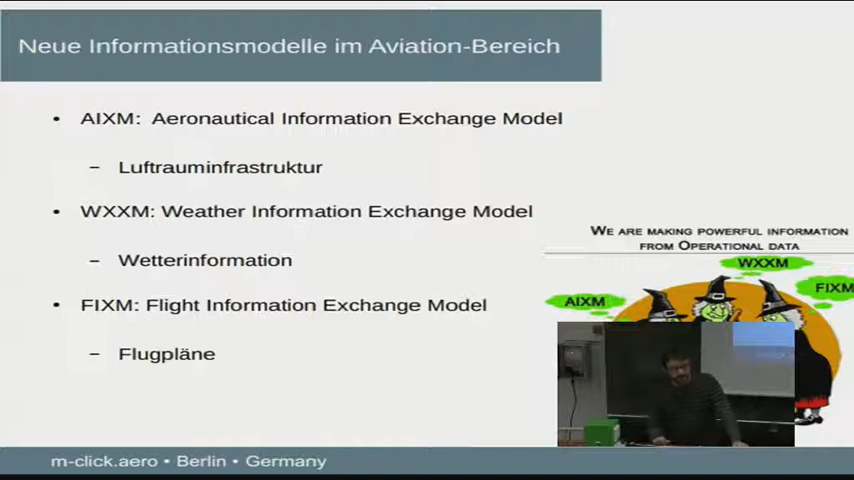 Neue Informationsmodelle im Aviation-Bereich
• AIXM: Aeronautical Information Exchange Model
– Luftrauminfrastruktur
• WXXM: Weather Information Exchange Model
– Wetterinformation
• FIXM: Flight Information Exchange Model
– Flugpläne
WE ARE MAKING POWERFUL INFORMATION
FROM OPERATIONAL DATA
WXXM
AIXM
FIXM
m-click.aero • Berlin • Germany